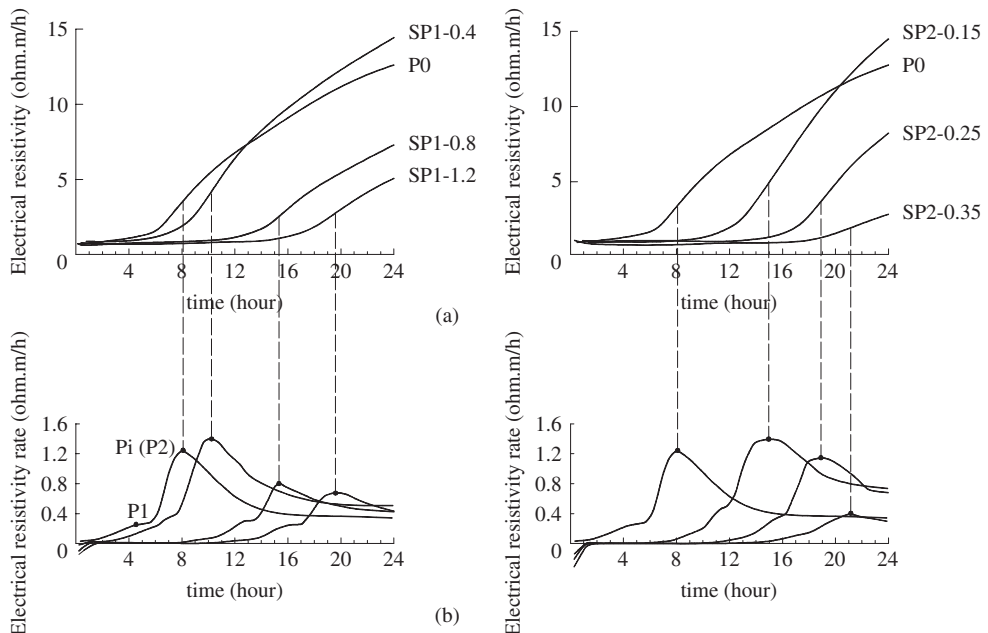 Electrical resistivity (ohm.m/h)
15
10
5
0
4
8
12
16
20
24
time (hour)
SP1-0.4
P0
SP1-0.8
SP1-1.2
Electrical resistivity (ohm.m/h)
15
10
5
0
4
8
12
16
20
24
time (hour)
SP2-0.15
P0
SP2-0.25
SP2-0.35
(a)
Electrical resistivity rate (ohm.m/h)
1.6
1.2
0.8
0.4
0
Pi (P2)
P1
4
8
12
16
20
24
time (hour)
Electrical resistivity rate (ohm.m/h)
1.6
1.2
0.8
0.4
0
4
8
12
16
20
24
time (hour)
(b)